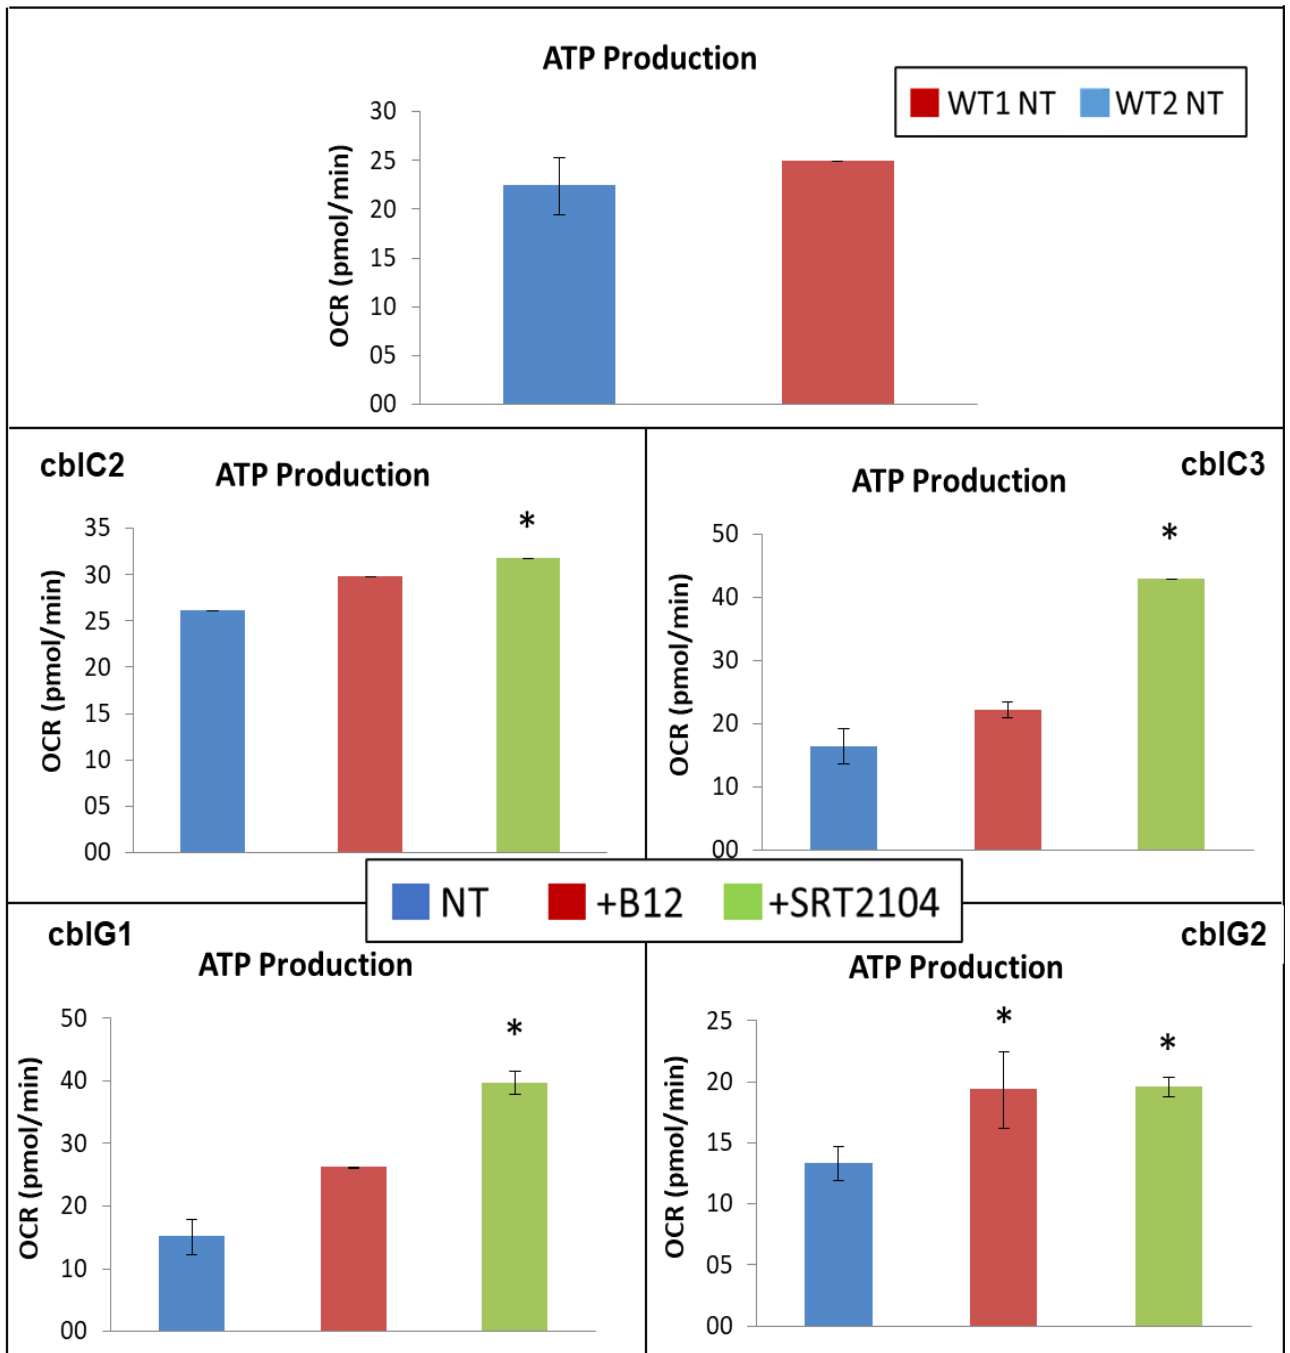 ATP Production
WT1 NT WT2 NT
OCR (pmol/min)
30
25
20
15
10
05
00
cblC2
ATP Production
OCR (pmol/min)
35
30
25
20
15
10
05
00
*
cblC3
ATP Production
OCR (pmol/min)
50
40
30
20
10
00
*
NT +B12 +SRT2104
cblG1
ATP Production
OCR (pmol/min)
50
40
30
20
10
00
*
cblG2
ATP Production
OCR (pmol/min)
25
20
15
10
05
00
*
*